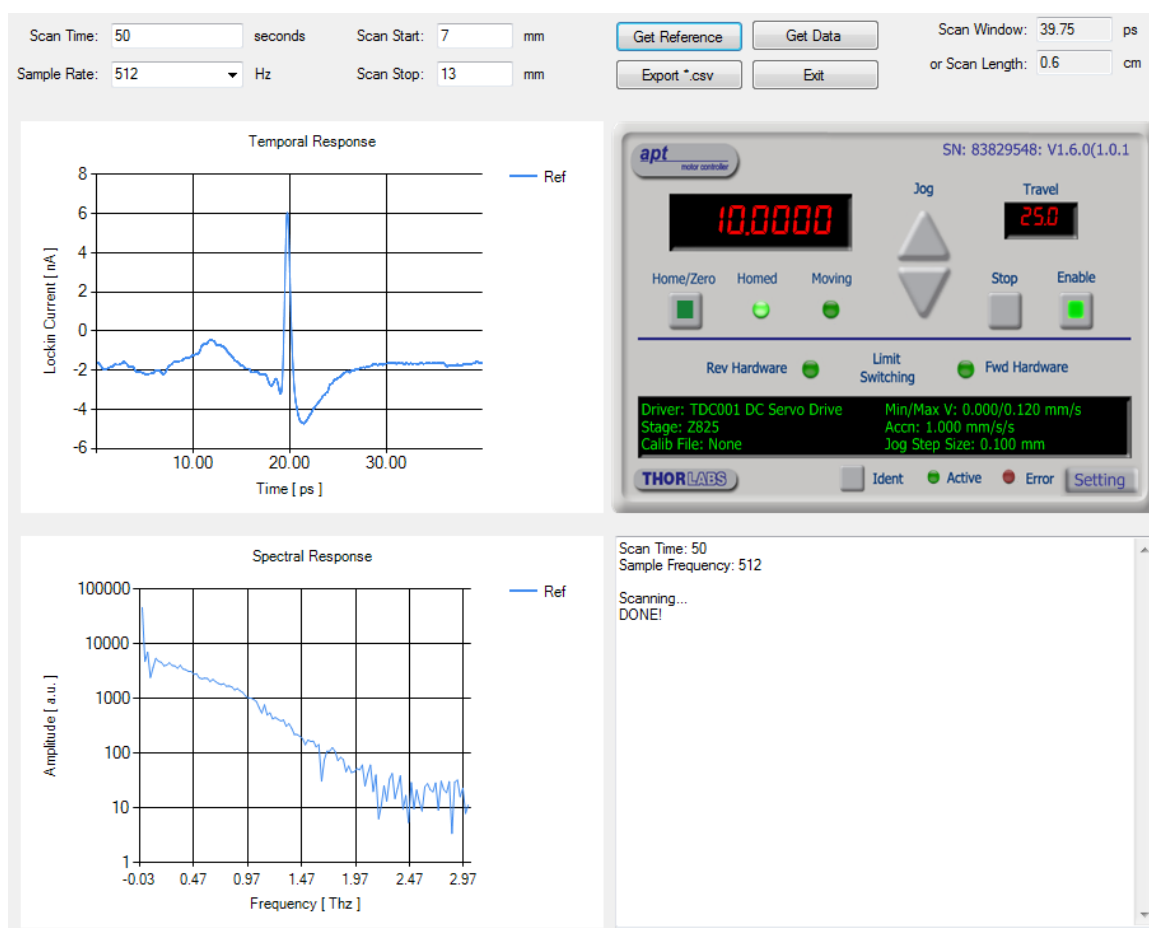 Scan Time: 50 seconds Scan Start: 7 mm Get Reference Get Data Scan Window: 39.75 ps
Sample Rate: 512 Hz Scan Stop: 13 mm Export *.csv Exit or Scan Length: 0.6 cm
Temporal Response
Ref
Lockin Current [ nA ]
8
6
4
2
0
-2
-4
-6
10.00 20.00 30.00
Time [ ps ]
apt
motor controller
SN: 83829548: V1.6.0(1.0.1
Jog Travel
10.0000 25.0
Home/Zero Homed Moving Stop Enable
Rev Hardware Limit Switching Fwd Hardware
Driver: TDC001 DC Servo Drive Min/Max V: 0.000/0.120 mm/s
Stage: Z825 Accn: 1.000 mm/s/s
Calib File: None Jog Step Size: 0.100 mm
THORLABS Ident Active Error Setting
Spectral Response
Ref
Amplitude [ a.u. ]
100000
10000
1000
100
10
1
-0.03 0.47 0.97 1.47 1.97 2.47 2.97
Frequency [ Thz ]
Scan Time: 50
Sample Frequency: 512
Scanning...
DONE!